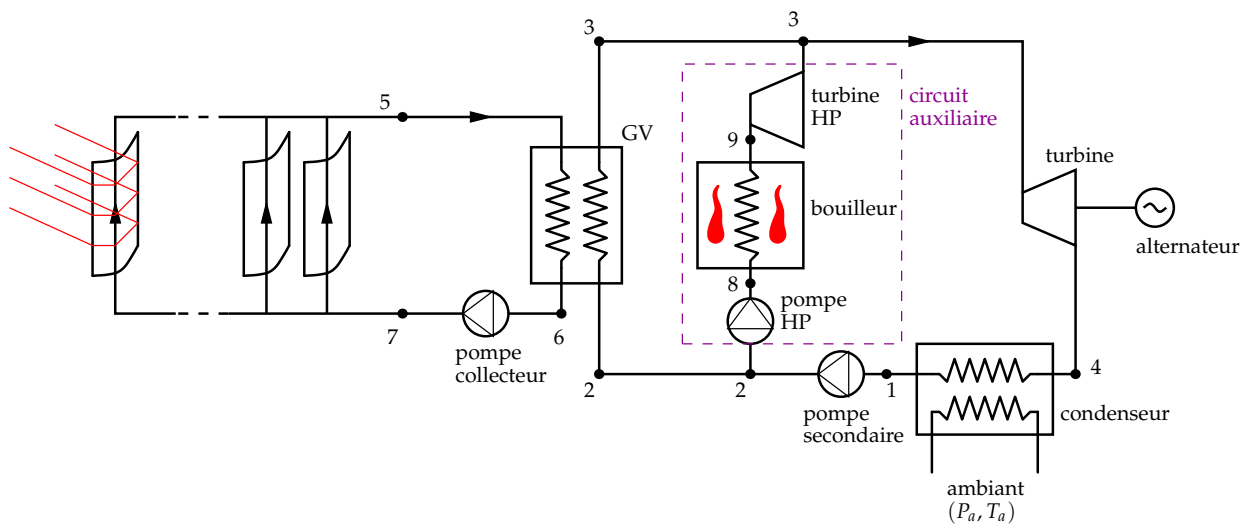 3
3
turbine
HP
circuit
auxiliaire
5
GV
9
turbine
bouilleur
alternateur
8
pompe
HP
7
6
pompe
collecteur
2
2
1
4
pompe
secondaire
condenseur
ambiant
(Pₐ, Tₐ)